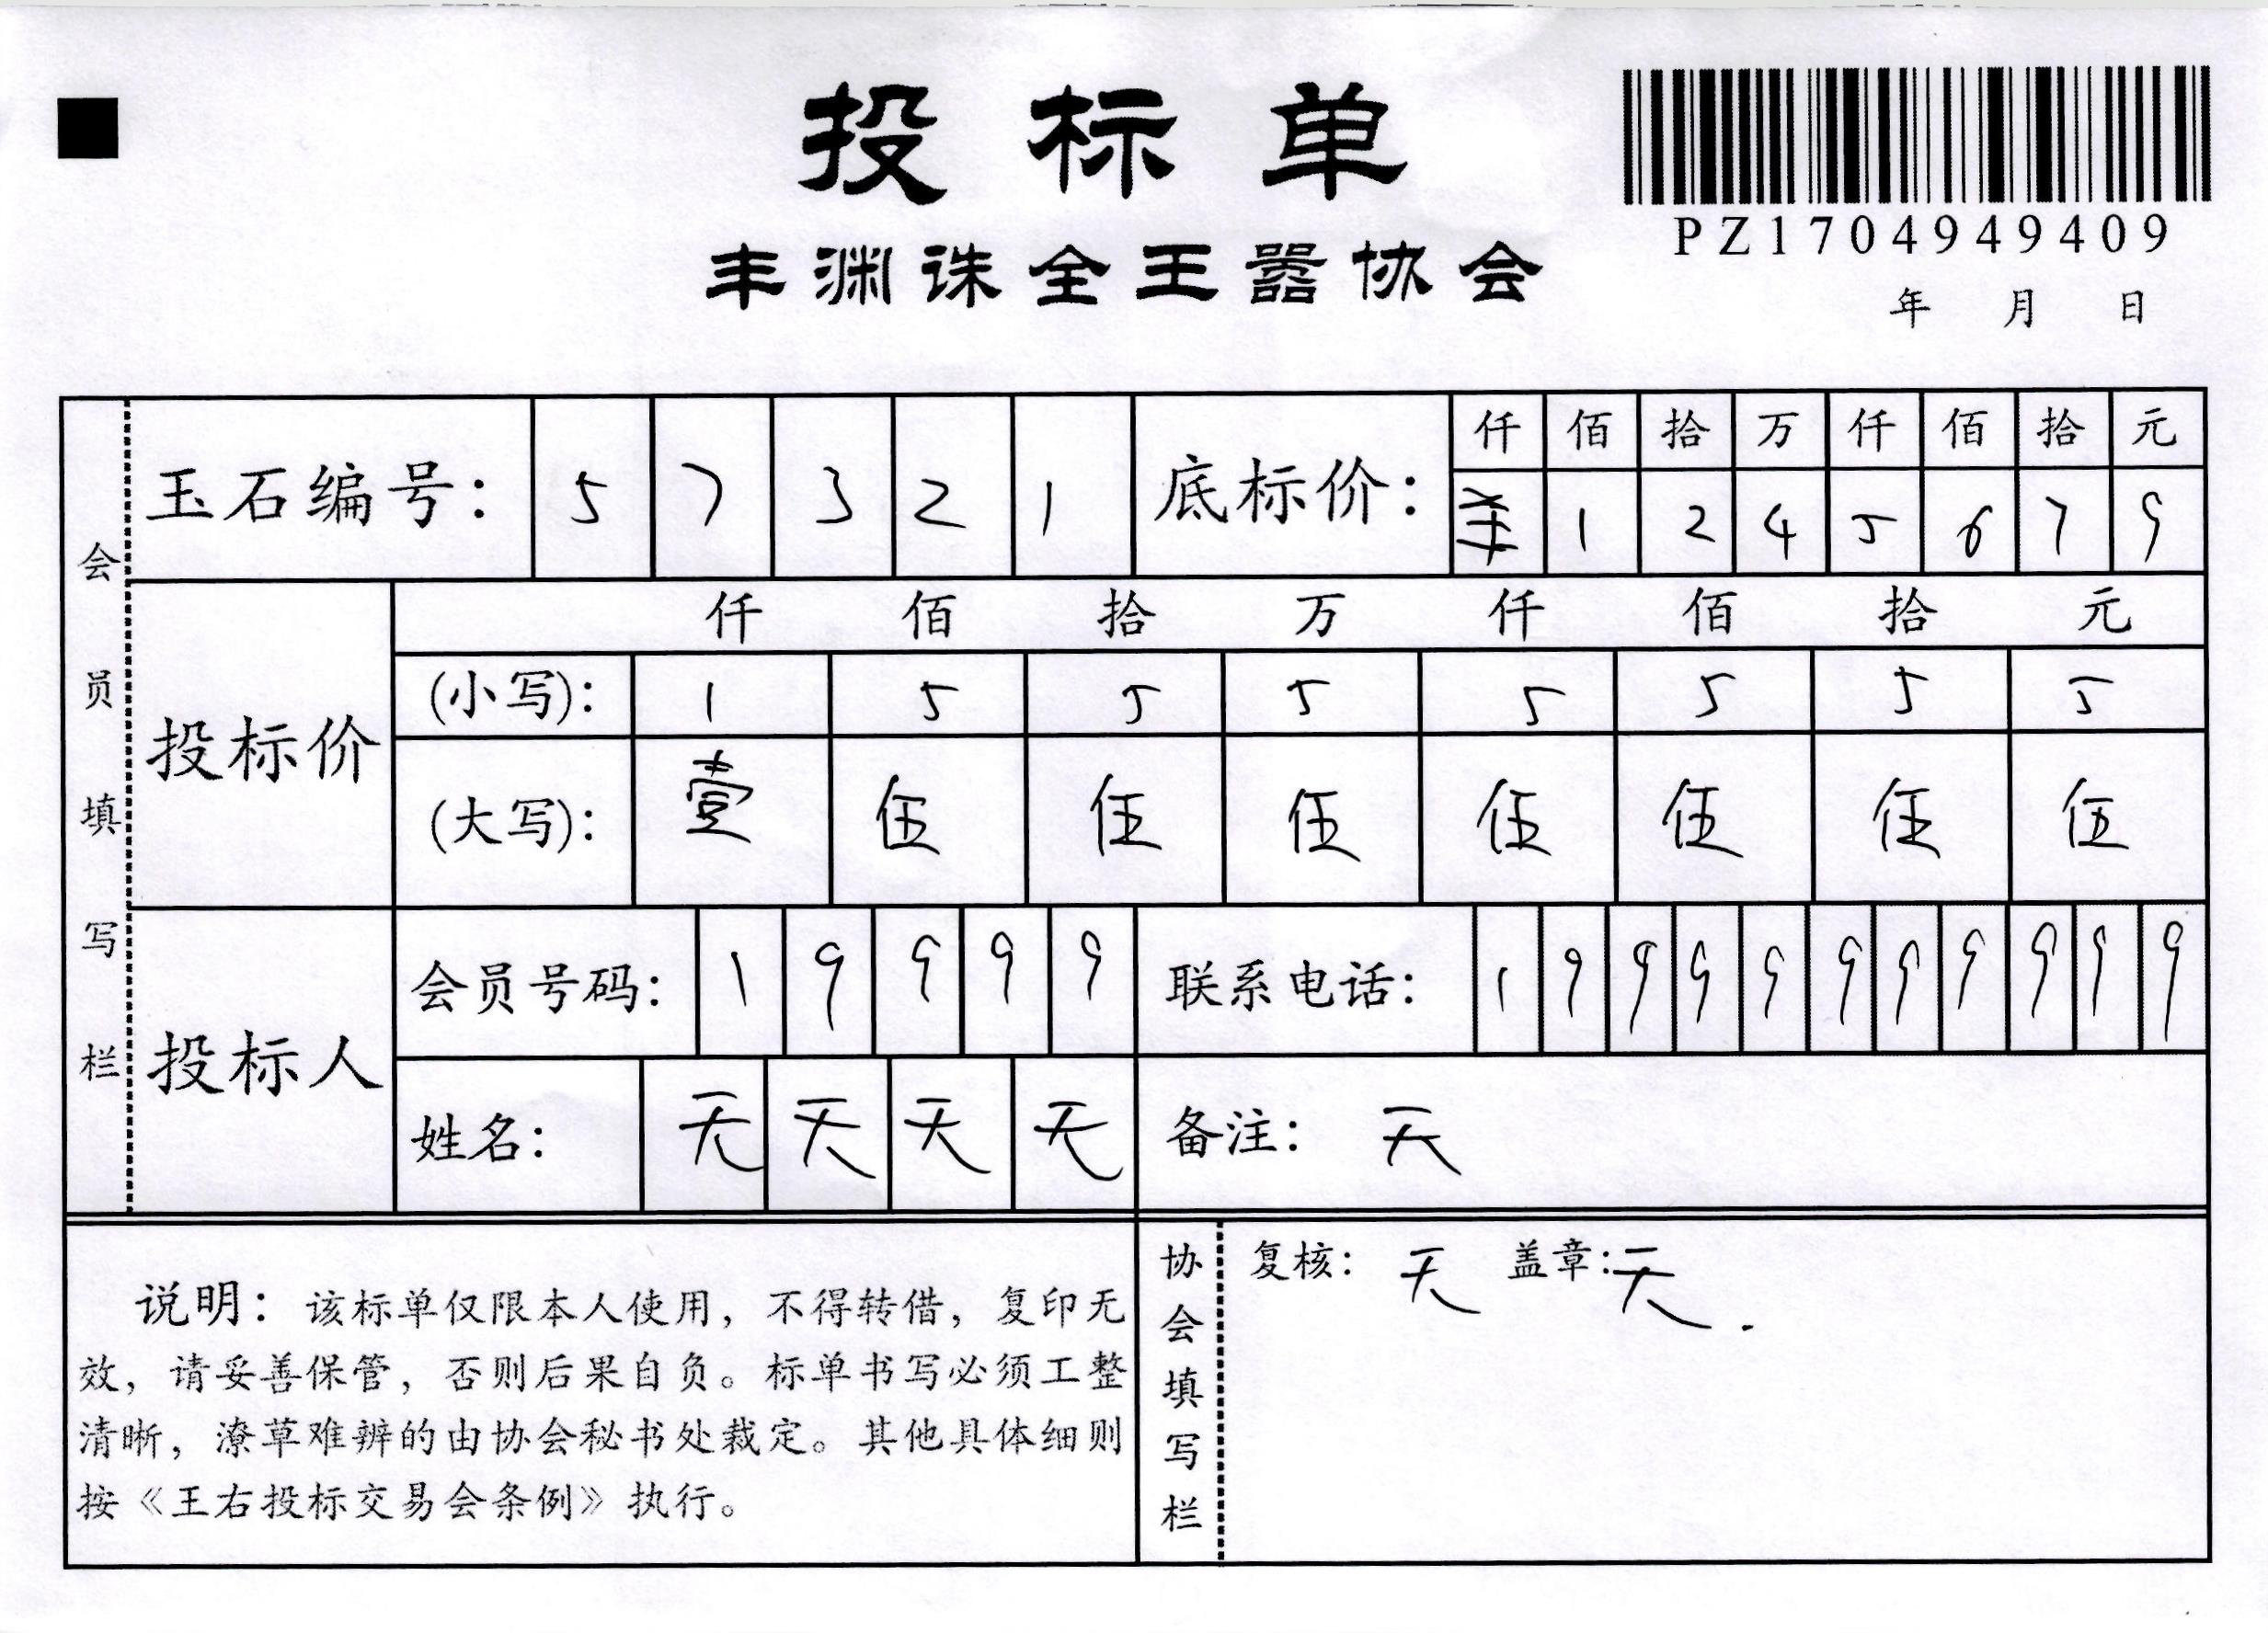 投标单
PZ1704949409
丰渊诛全王嚣协会
年 月 日
会员填写栏
玉石编号: 5 7 3 2 1
底标价: 仟 佰 拾 万 仟 佰 拾 元
1 2 4 5 6 7 9
投标价
仟 佰 拾 万 仟 佰 拾 元
(小写): 1 5 5 5 5 5 5 5
(大写): 壹 伍 伍 伍 伍 伍 伍 伍
投标人
会员号码: 1 9 9 9 9
联系电话: 1 9 9 9 9 9 9 9 9 9 9
姓名: 天 天 天 天
备注: 天
说明: 该标单仅限本人使用, 不得转借, 复印无
效, 请妥善保管, 否则后果自负。标单书写必须工整
清晰, 潦草难辨的由协会秘书处裁定。其他具体细则
按《王右投标交易会条例》执行。
协会填写栏
复核: 天 盖章: 天.